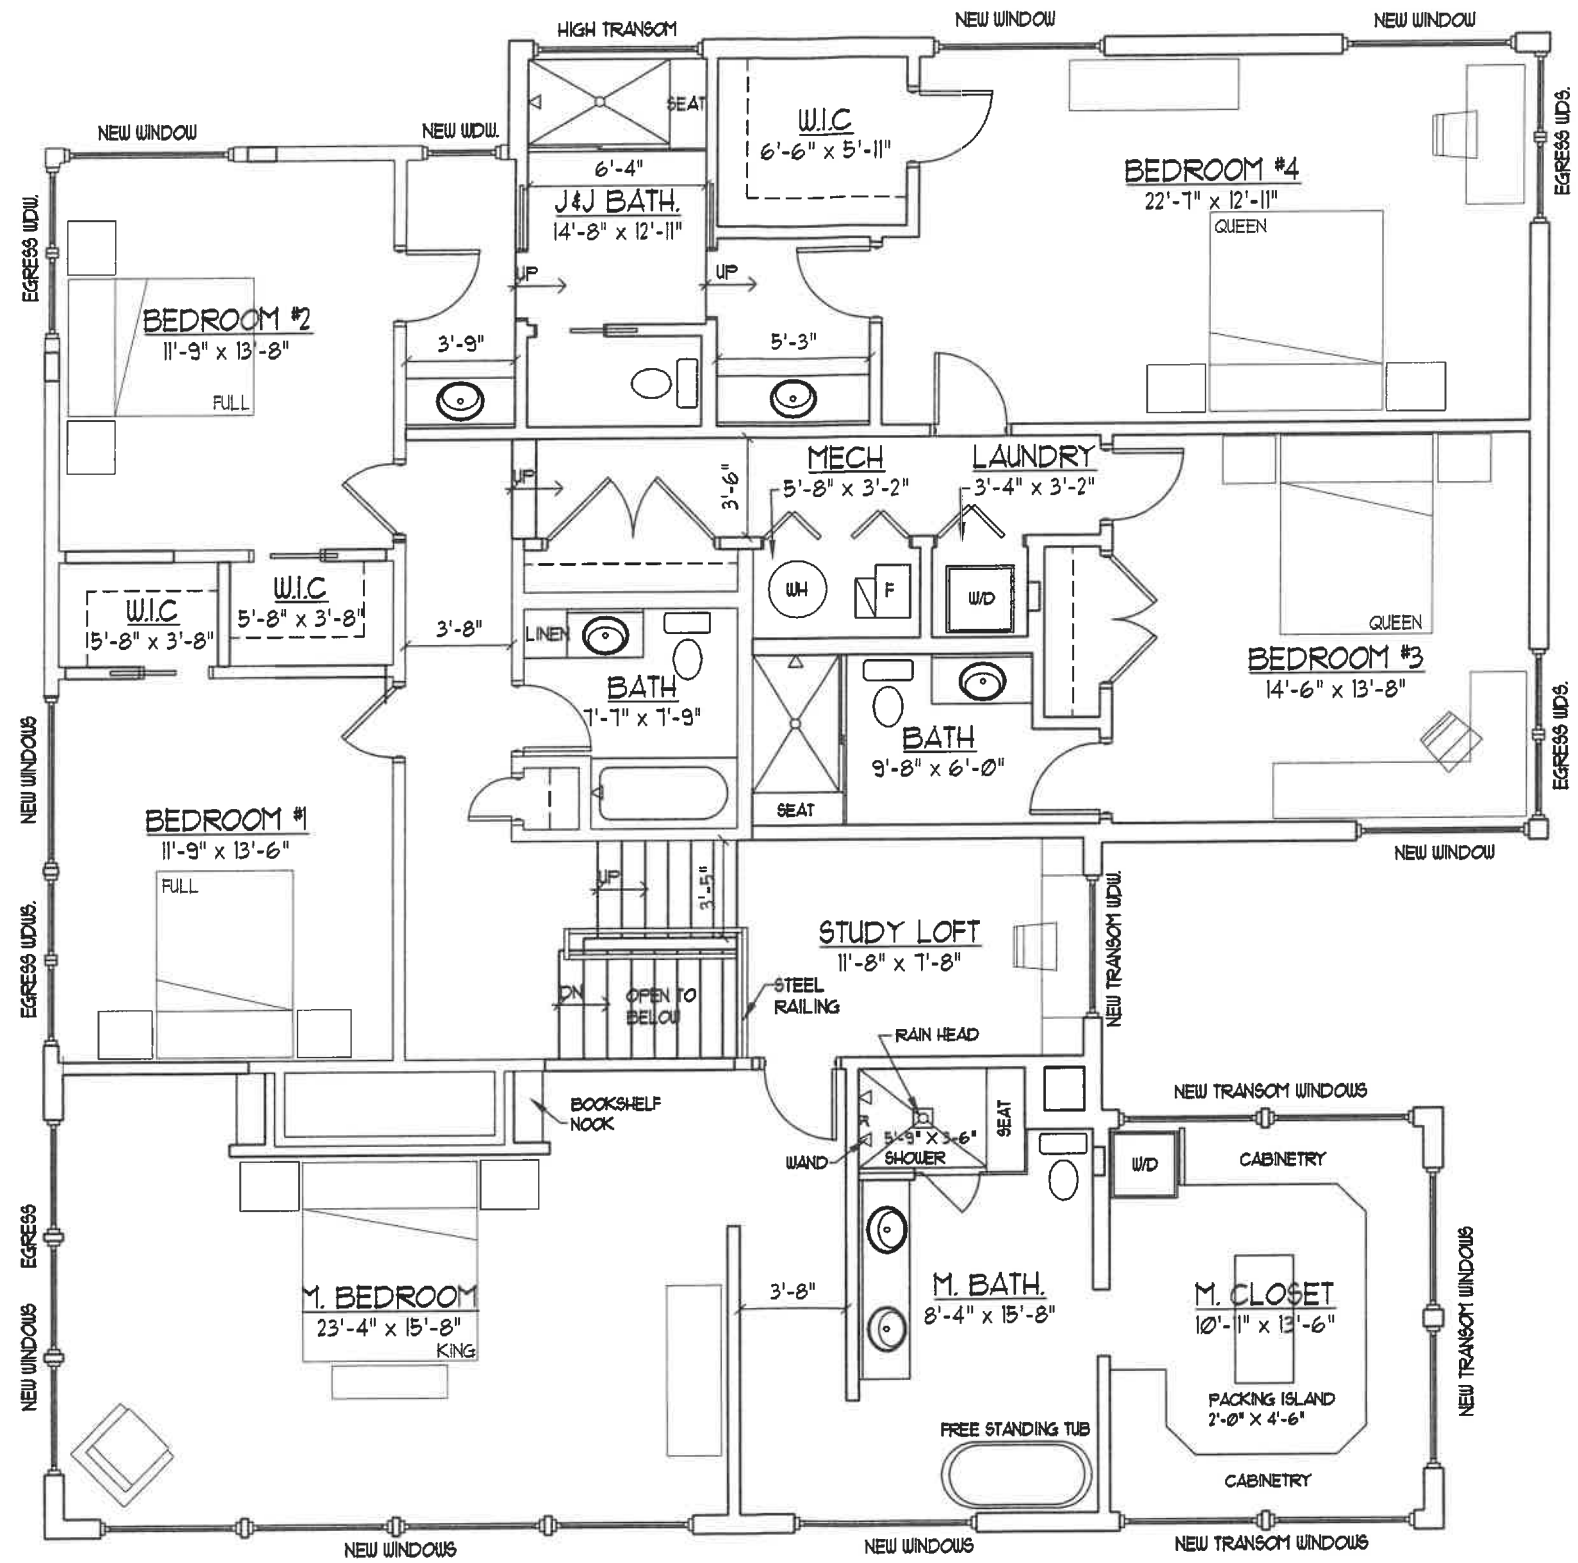 HIGH TRANSOM
NEW WINDOW
NEW WINDOW
NEW WINDOW
NEW WDW.
SEAT
W.I.C
6'-6" x 5'-11"
EGRESS WDS.
EGRESS WDW.
6'-4"
J&J BATH.
14'-8" x 12'-11"
BEDROOM #4
22'-7" x 12'-11"
QUEEN
UP
UP
BEDROOM #2
11'-9" x 13'-8"
FULL
3'-9"
5'-3"
UP
3'-6"
MECH
5'-8" x 3'-2"
LAUNDRY
3'-4" x 3'-2"
W.I.C
5'-8" x 3'-8"
W.I.C
5'-8" x 3'-8"
WH
F
W/D
QUEEN
3'-8"
LINEN
BEDROOM #3
14'-6" x 13'-8"
BATH
7'-7" x 7'-9"
BATH
9'-8" x 6'-0"
EGRESS WDS.
NEW WINDOWS
SEAT
BEDROOM #1
11'-9" x 13'-6"
FULL
NEW WINDOW
UP
3'-5"
STUDY LOFT
11'-8" x 7'-8"
NEW TRANSOM WDW.
EGRESS WDWS.
DN
OPEN TO
BELOW
STEEL
RAILING
RAIN HEAD
BOOKSHELF
NOOK
NEW TRANSOM WINDOWS
SEAT
5'-9" X 3'-6"
SHOWER
WAND
W/D
CABINETRY
EGRESS
M. BEDROOM
23'-4" x 15'-8"
KING
3'-8"
M. BATH.
8'-4" x 15'-8"
M. CLOSET
10'-11" x 13'-6"
NEW TRANSOM WINDOWS
NEW WINDOWS
PACKING ISLAND
2'-0" X 4'-6"
FREE STANDING TUB
CABINETRY
NEW WINDOWS
NEW WINDOWS
NEW TRANSOM WINDOWS